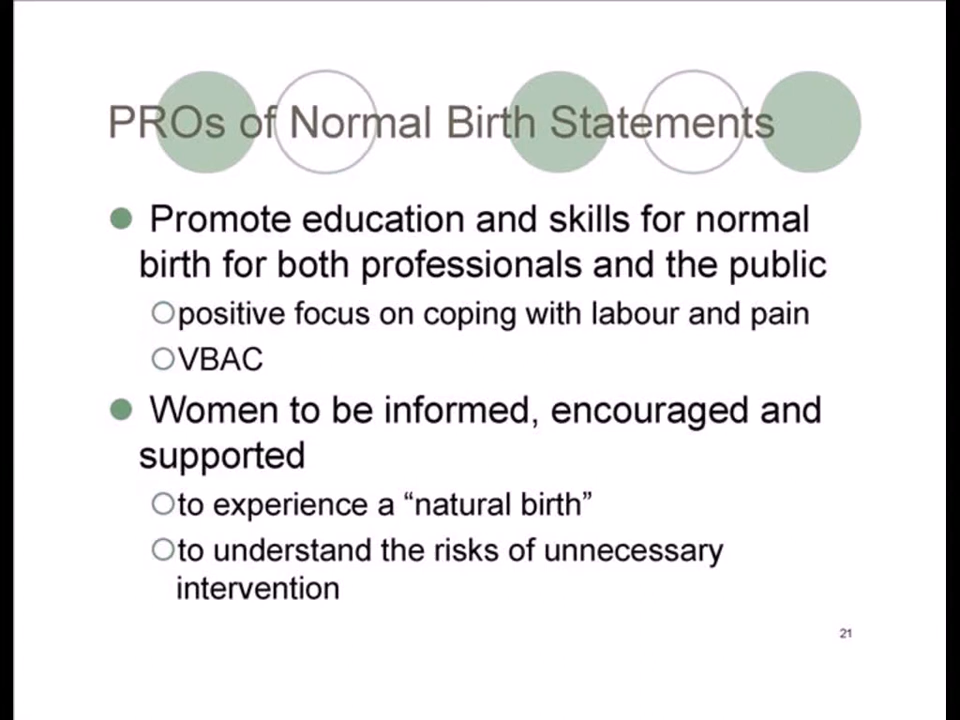 PROs of Normal Birth Statements
Promote education and skills for normal
birth for both professionals and the public
positive focus on coping with labour and pain
VBAC
Women to be informed, encouraged and
supported
to experience a “natural birth”
to understand the risks of unnecessary
intervention
21